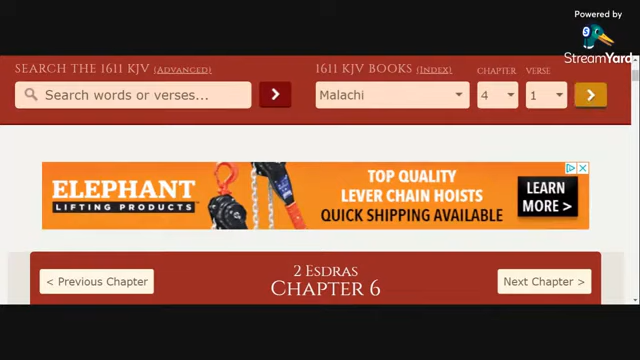 Powered by
StreamYard
SEARCH THE 1611 KJV (ADVANCED)
1611 KJV BOOKS (INDEX)
CHAPTER
VERSE
Search words or verses...
Malachi
4
1
ELEPHANT
LIFTING PRODUCTS
TOP QUALITY
LEVER CHAIN HOISTS
QUICK SHIPPING AVAILABLE
LEARN
MORE >
< Previous Chapter
2 ESDRAS
CHAPTER 6
Next Chapter >